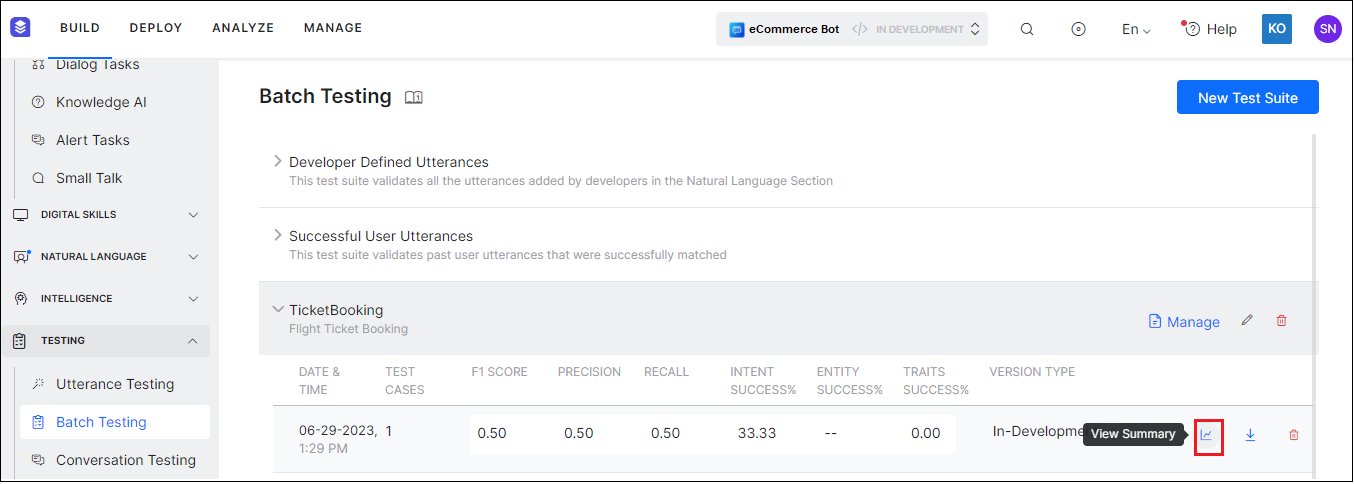 BUILD DEPLOY ANALYZE MANAGE eCommerce Bot </> IN DEVELOPMENT En Help KO SN
Dialog Tasks
Knowledge AI
Alert Tasks
Small Talk
DIGITAL SKILLS
NATURAL LANGUAGE
INTELLIGENCE
TESTING
Utterance Testing
Batch Testing
Conversation Testing
Batch Testing New Test Suite
Developer Defined Utterances
This test suite validates all the utterances added by developers in the Natural Language Section
Successful User Utterances
This test suite validates past user utterances that were successfully matched
TicketBooking
Flight Ticket Booking
Manage
DATE & TEST F1 SCORE PRECISION RECALL INTENT ENTITY TRAITS VERSION TYPE
TIME CASES SUCCESS% SUCCESS% SUCCESS%
06-29-2023, 1 0.50 0.50 0.50 33.33 -- 0.00 In-Developme View Summary
1:29 PM